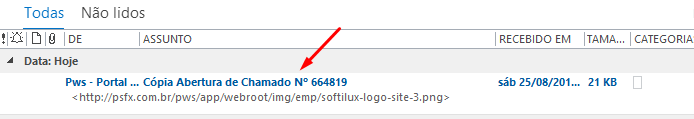 Todas Não lidos
! DE ASSUNTO RECEBIDO EM TAMA... CATEGORIA
Data: Hoje
Pws - Portal ... Cópia Abertura de Chamado Nº 664819 sáb 25/08/201... 21 KB
<http://psfx.com.br/pws/app/webroot/img/emp/softilux-logo-site-3.png>